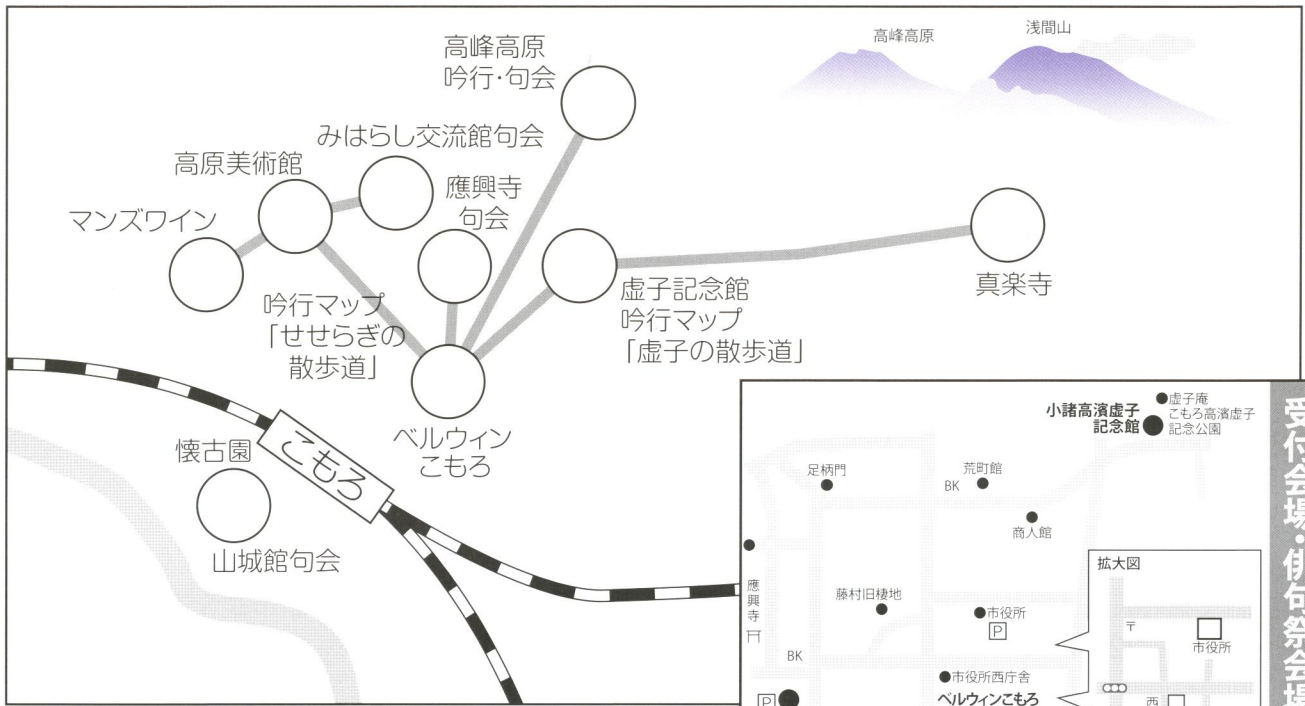 高峰高原
浅間山
高峰高原
吟行・句会
みはらし交流館句会
高原美術館
應興寺
句会
マンズワイン
真楽寺
虚子記念館
吟行マップ
「虚子の散歩道」
吟行マップ
「せせらぎの
散歩道」
ベルウィン
こもろ
こもろ
懐古園
山城館句会
受付会場・俳句祭会場
小諸高濱虚子
記念館
虚子庵
こもろ高濱虚子
記念公園
足柄門
荒町館
BK
商人館
應興寺
藤村旧棲地
市役所
P
BK
市役所西庁舎
ベルウィンこもろ
P
拡大図
〒
市役所
西